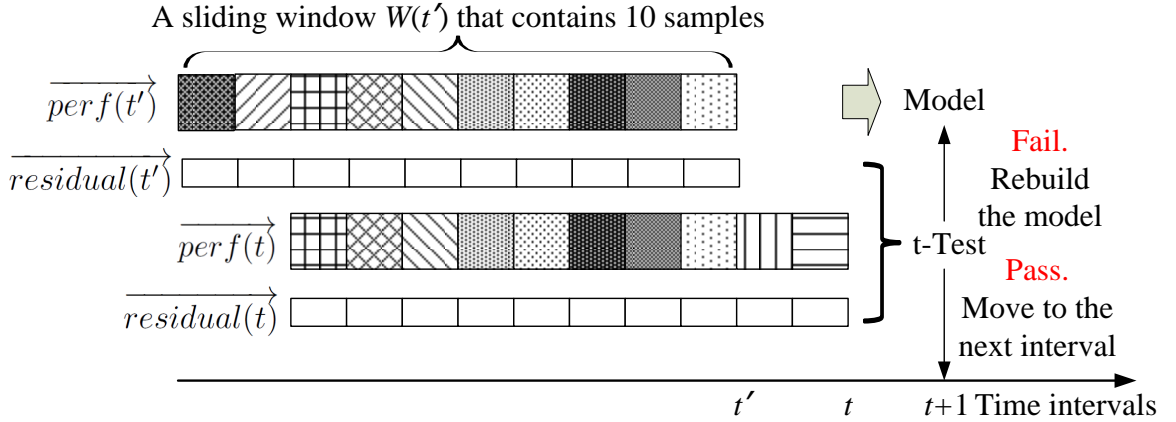 A sliding window W(t′) that contains 10 samples
perf(t′)
Model
Fail.
residual(t′)
Rebuild
the model
perf(t)
t-Test
Pass.
residual(t)
Move to the
next interval
t′ t t+1 Time intervals